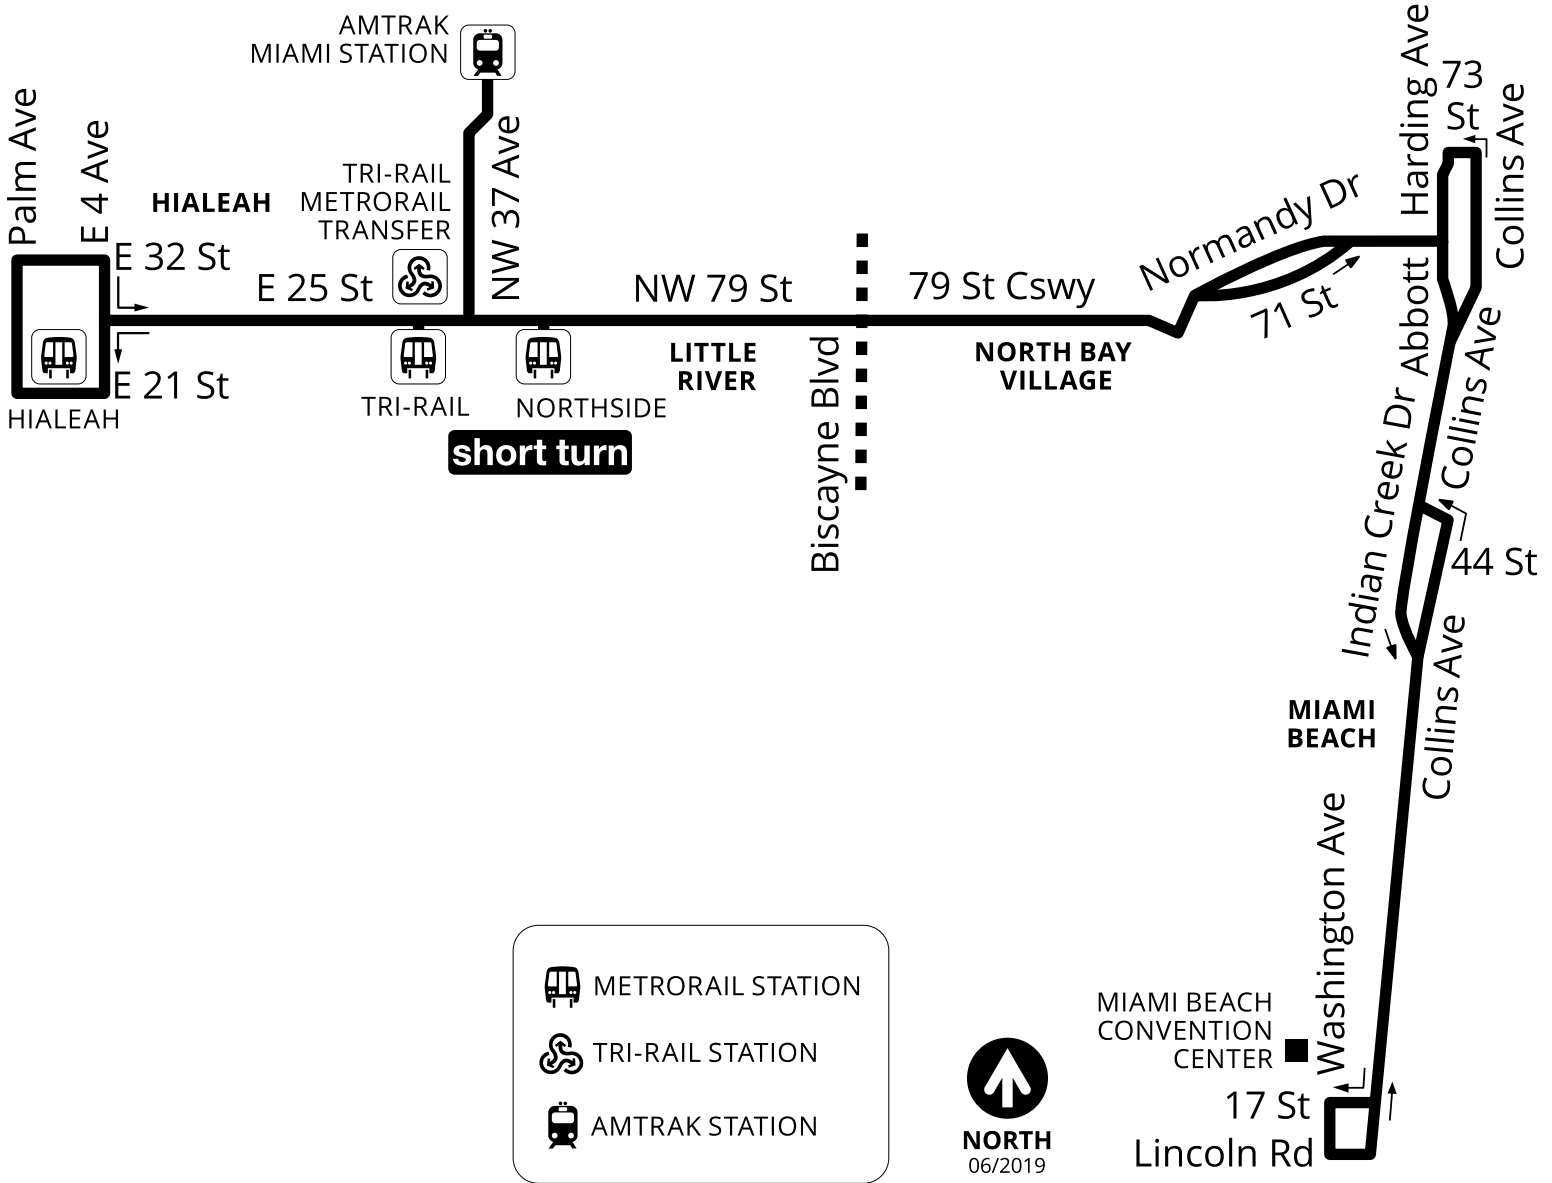 AMTRAK
MIAMI STATION
Palm Ave
E 4 Ave
HIALEAH
E 32 St
E 25 St
TRI-RAIL
METRORAIL
TRANSFER
NW 37 Ave
NW 79 St
79 St Cswy
Normandy Dr
71 St
Harding Ave
73
St
Collins Ave
Abbott
Collins Ave
E 21 St
HIALEAH
TRI-RAIL
NORTHSIDE
short turn
LITTLE
RIVER
Biscayne Blvd
NORTH BAY
VILLAGE
Indian Creek Dr
44 St
Collins Ave
MIAMI
BEACH
Washington Ave
MIAMI BEACH
CONVENTION
CENTER
17 St
Lincoln Rd
METRORAIL STATION
TRI-RAIL STATION
AMTRAK STATION
NORTH
06/2019